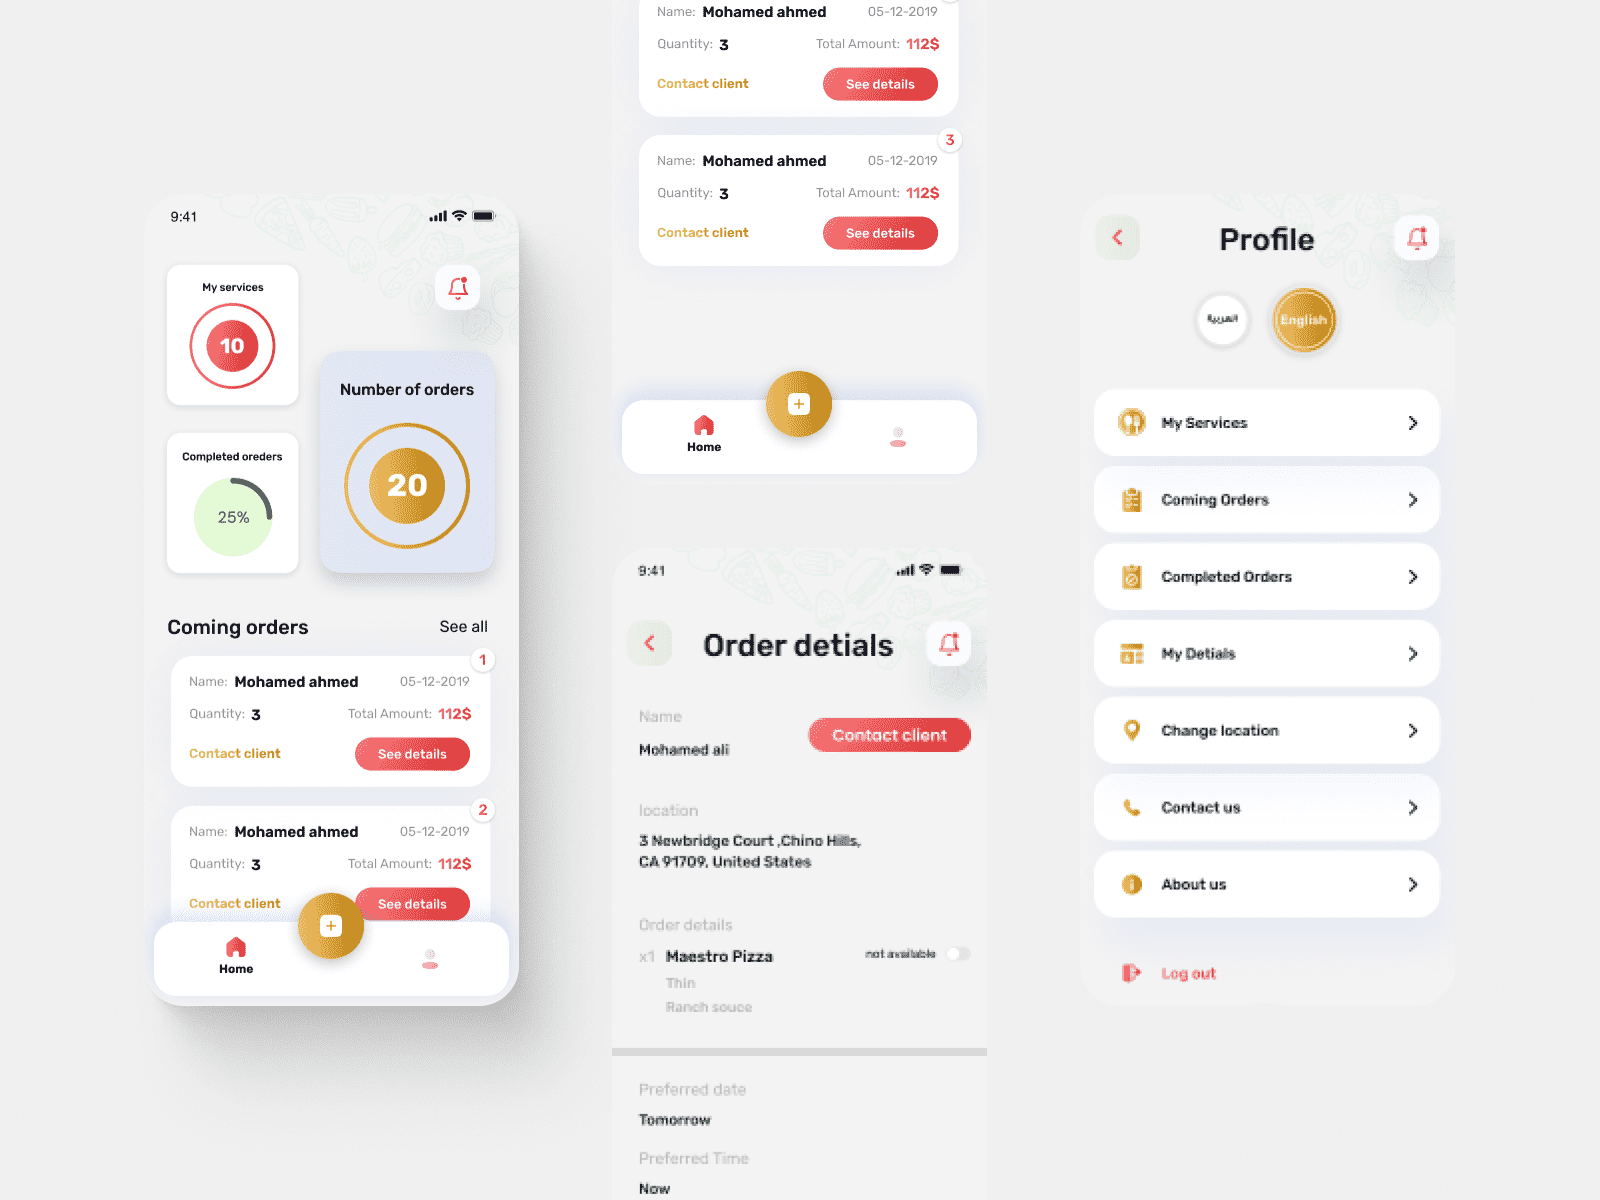 9:41
My services
10
Number of orders
20
Completed oreders
25%
Coming orders
See all
1
Name: Mohamed ahmed 05-12-2019
Quantity: 3 Total Amount: 112$
Contact client
See details
2
Name: Mohamed ahmed 05-12-2019
Quantity: 3 Total Amount: 112$
Contact client
See details
Home
Name: Mohamed ahmed 05-12-2019
Quantity: 3 Total Amount: 112$
Contact client
See details
3
Name: Mohamed ahmed 05-12-2019
Quantity: 3 Total Amount: 112$
Contact client
See details
Home
9:41
Order detials
Name
Mohamed ali
Contact client
location
3 Newbridge Court ,Chino Hills,
CA 91709, United States
Order details
x1 Maestro Pizza not available
Thin
Ranch souce
Preferred date
Tomorrow
Preferred Time
Now
Profile
العربية
English
My Services
Coming Orders
Completed Orders
My Detials
Change location
Contact us
About us
Log out